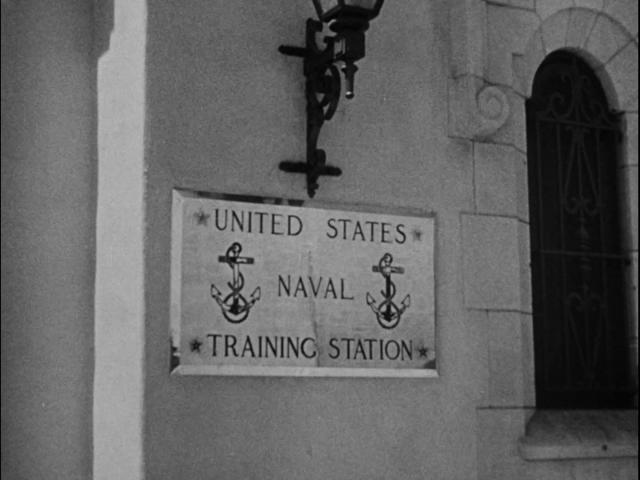 UNITED STATES
NAVAL
TRAINING STATION